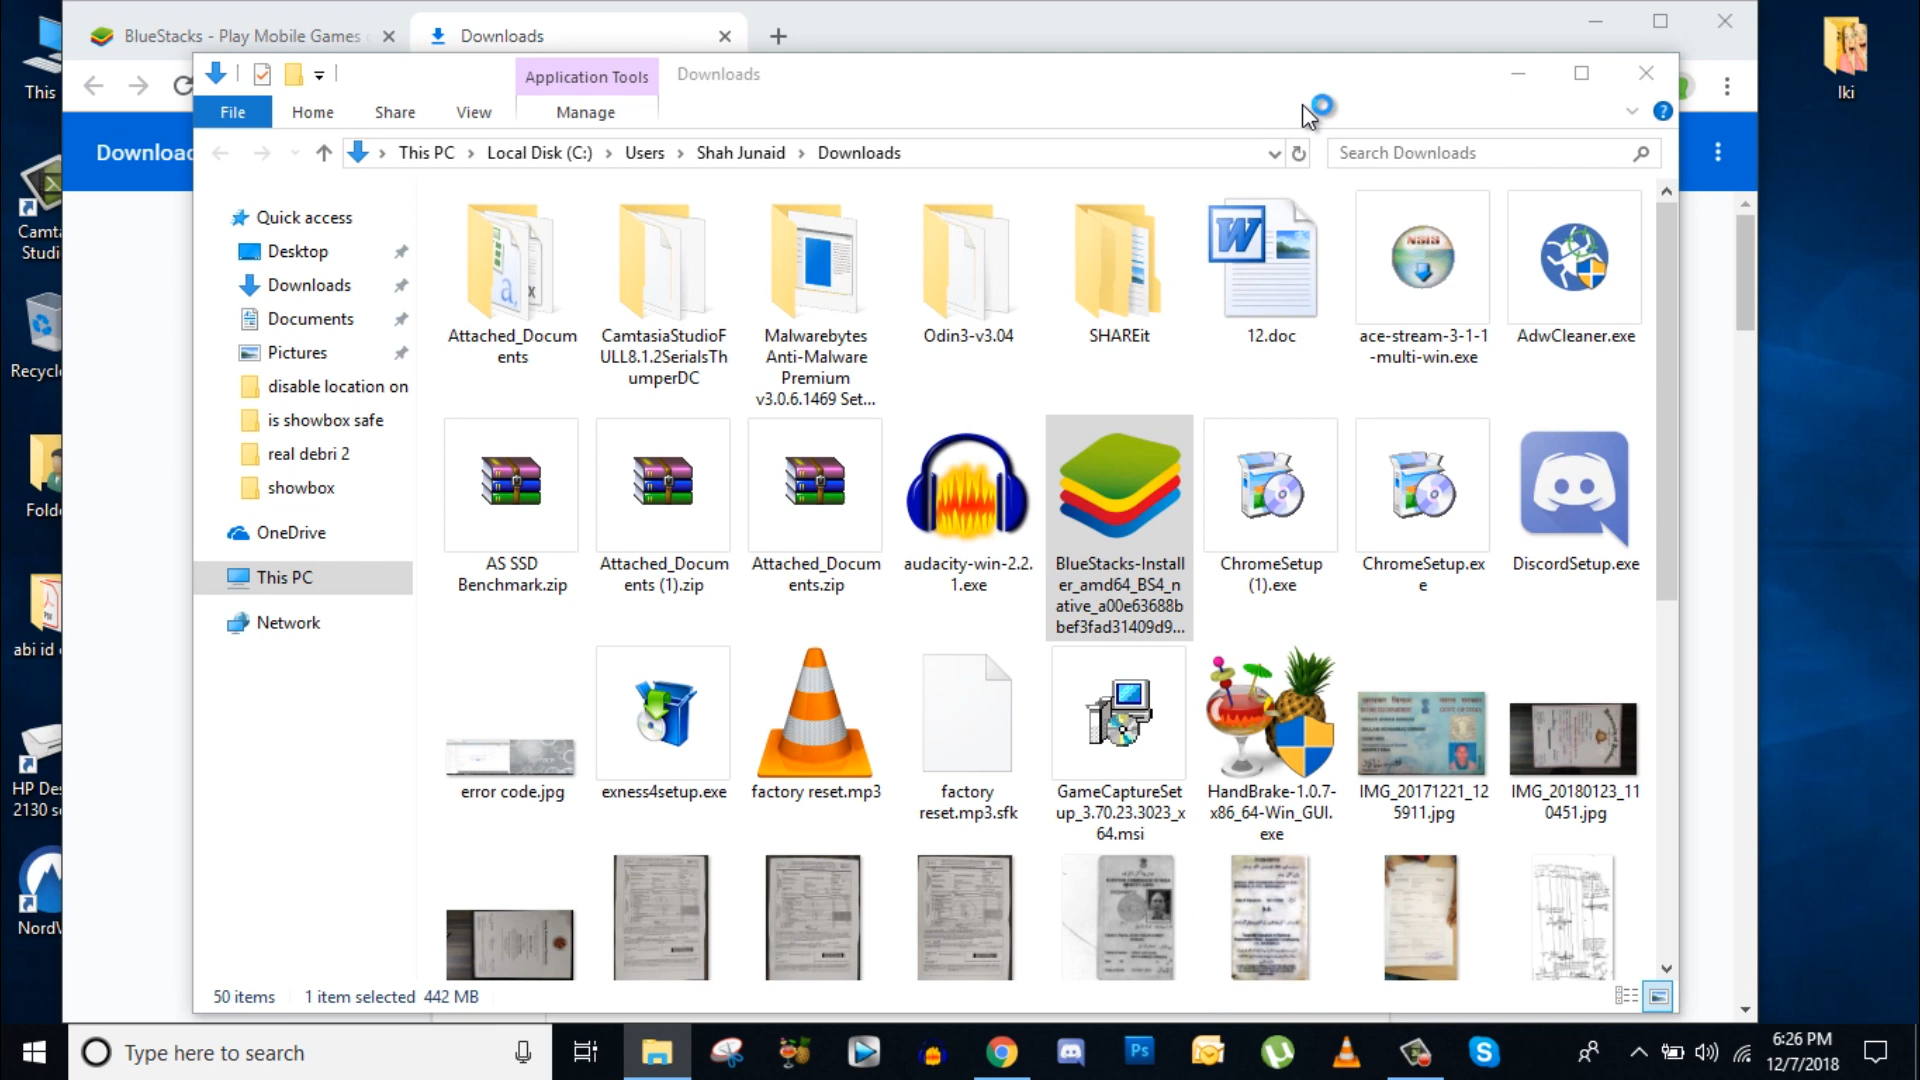 BlueStacks - Play Mobile Games
Downloads
This
Camta
Studi
Recycle
Folde
abi id
HP De
2130 s
NordV
Iki
Download
Application Tools
Downloads
File
Home
Share
View
Manage
This PC
Local Disk (C:)
Users
Shah Junaid
Downloads
Search Downloads
Quick access
Desktop
Downloads
Documents
Pictures
disable location on
is showbox safe
real debri 2
showbox
OneDrive
This PC
Network
Attached_Docum
ents
CamtasiaStudioF
ULL8.1.2SerialsTh
umperDC
Malwarebytes
Anti-Malware
Premium
v3.0.6.1469 Set...
Odin3-v3.04
SHAREit
12.doc
NSIS
ace-stream-3-1-1
-multi-win.exe
AdwCleaner.exe
AS SSD
Benchmark.zip
Attached_Docum
ents (1).zip
Attached_Docum
ents.zip
audacity-win-2.2.
1.exe
BlueStacks-Install
er_amd64_BS4_n
ative_a00e63688b
bef3fad31409d9...
ChromeSetup
(1).exe
ChromeSetup.ex
e
DiscordSetup.exe
error code.jpg
exness4setup.exe
factory reset.mp3
factory
reset.mp3.sfk
GameCaptureSet
up_3.70.23.3023_x
64.msi
HandBrake-1.0.7-
x86_64-Win_GUI.
exe
IMG_20171221_12
5911.jpg
IMG_20180123_11
0451.jpg
50 items
1 item selected 442 MB
Type here to search
Ps
6:26 PM
12/7/2018